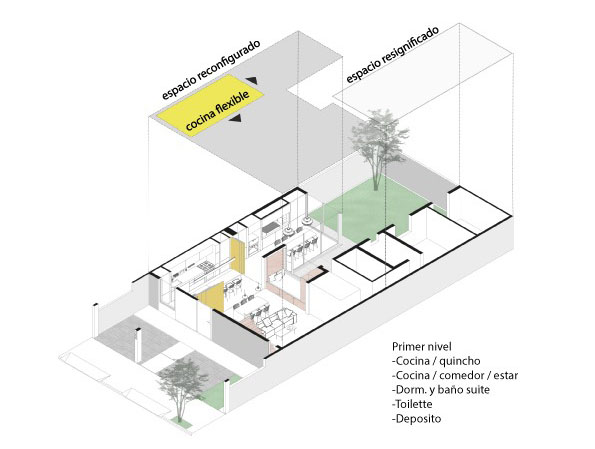 espacio reconfigurado
espacio resignificado
cocina flexible
Primer nivel
-Cocina / quincho
-Cocina / comedor / estar
-Dorm. y baño suite
-Toilette
-Deposito